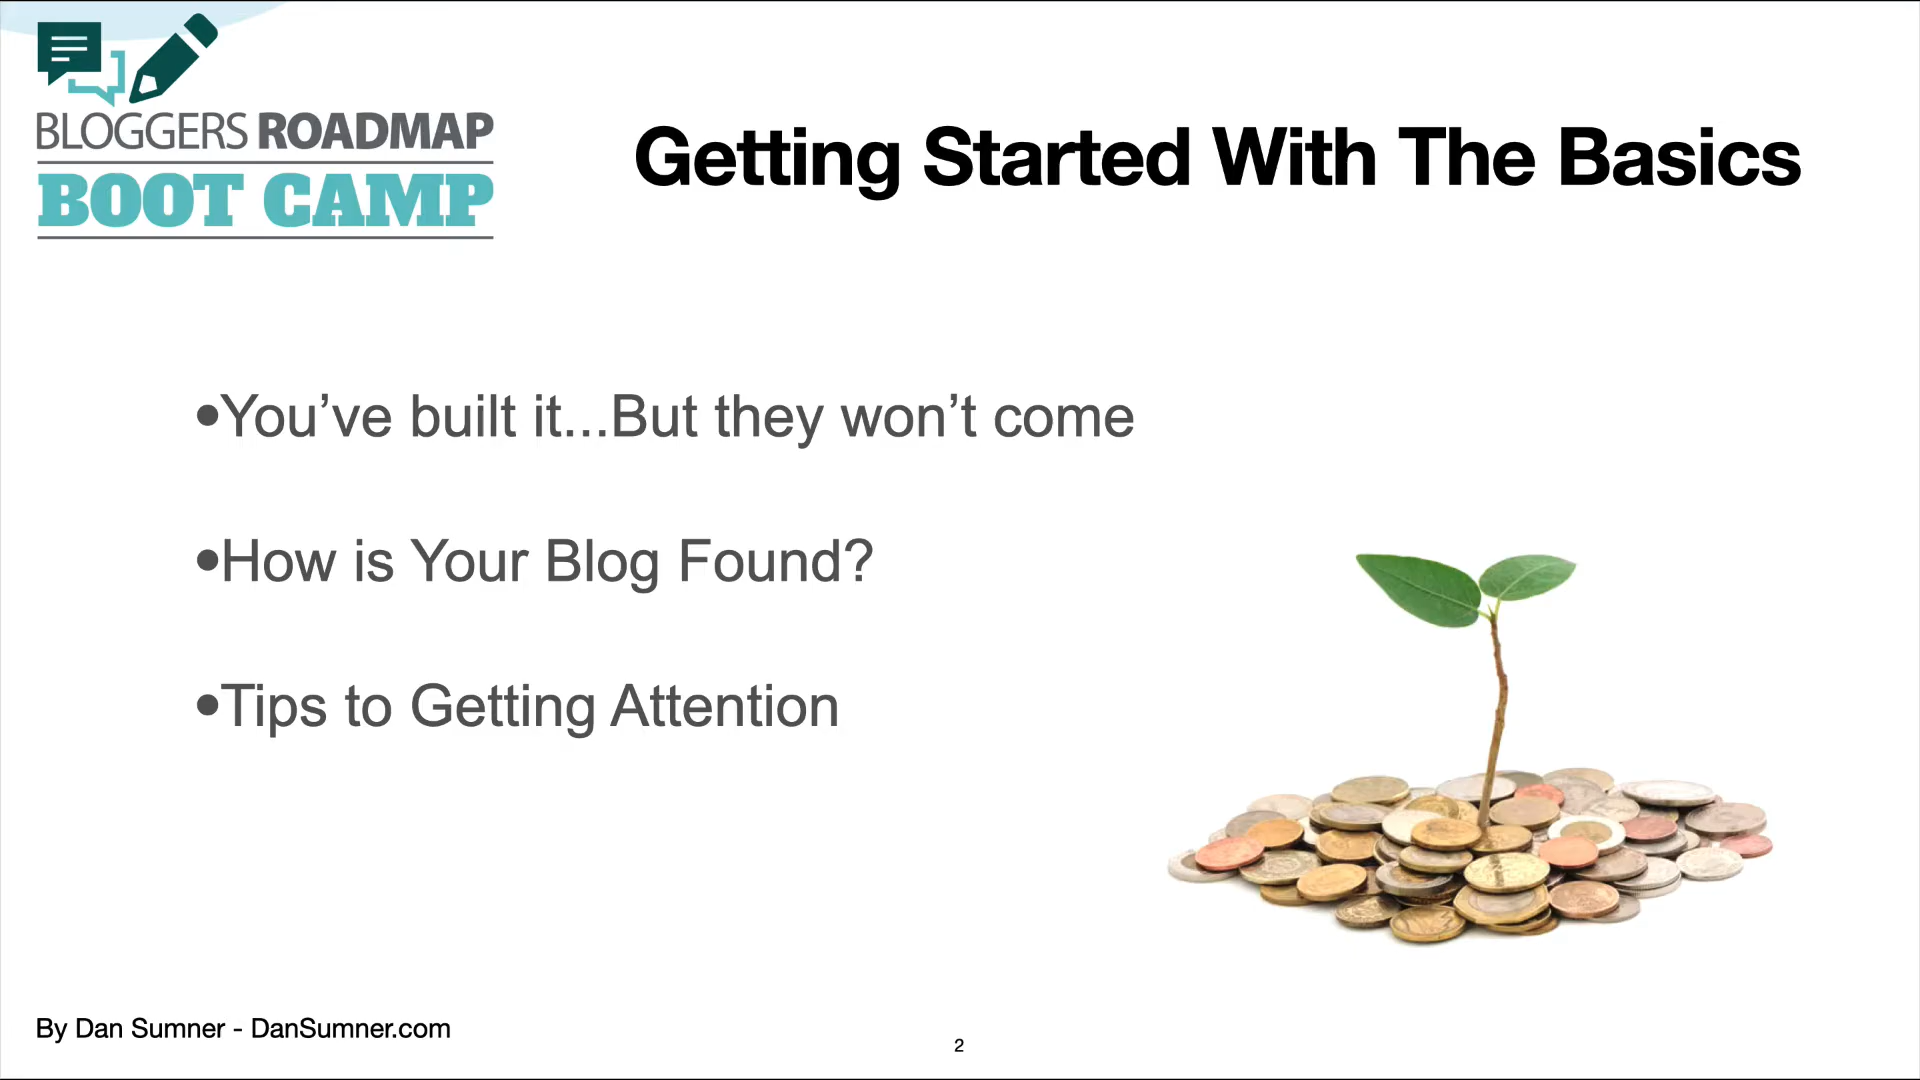 BLOGGERS ROADMAP
BOOT CAMP
Getting Started With The Basics
•You’ve built it...But they won’t come
•How is Your Blog Found?
•Tips to Getting Attention
By Dan Sumner - DanSumner.com
2